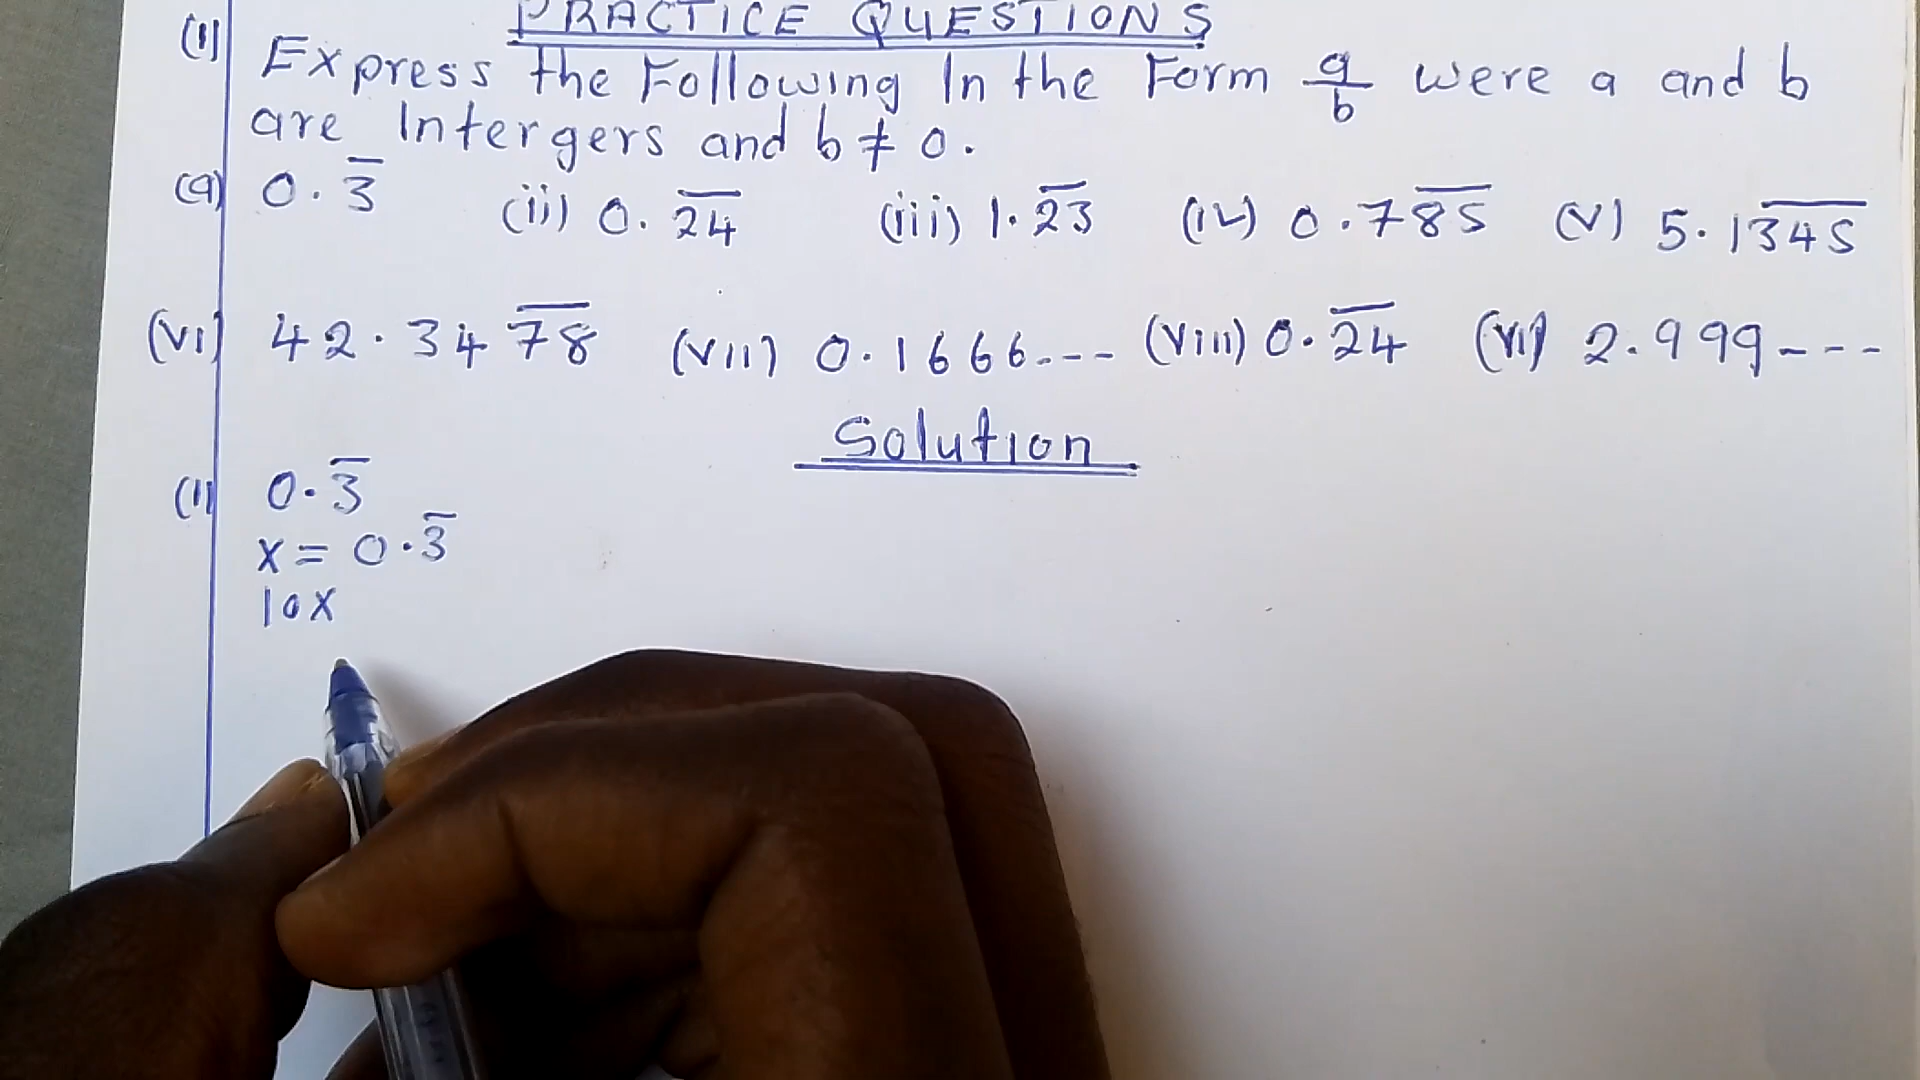 PRACTICE QUESTIONS
(1) Express the Following In the Form a/b were a and b
are Intergers and b ≠ 0.
(a) 0.3̅ (ii) 0.2̅4̅ (iii) 1.2̅3̅ (iv) 0.78̅5̅ (v) 5.13̅4̅5̅
(vi) 42.347̅8̅ (vii) 0.1666--- (viii) 0.2̅4̅ (vi) 2.999---
Solution
(1) 0.3̅
x = 0.3̅
10x